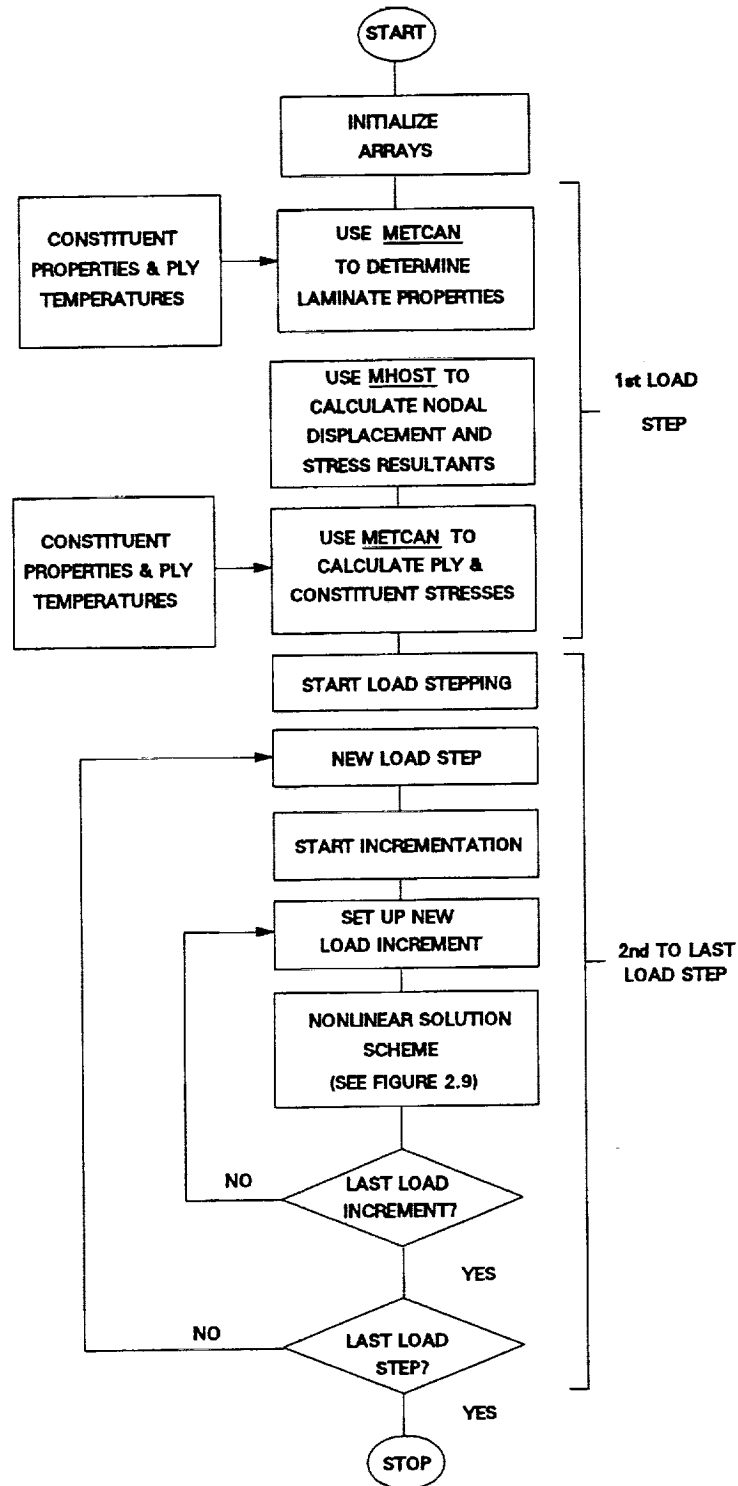 START
INITIALIZE
ARRAYS
CONSTITUENT
PROPERTIES & PLY
TEMPERATURES
USE METCAN
TO DETERMINE
LAMINATE PROPERTIES
USE MHOST TO
CALCULATE NODAL
DISPLACEMENT AND
STRESS RESULTANTS
1st LOAD
STEP
CONSTITUENT
PROPERTIES & PLY
TEMPERATURES
USE METCAN TO
CALCULATE PLY &
CONSTITUENT STRESSES
START LOAD STEPPING
NEW LOAD STEP
START INCREMENTATION
SET UP NEW
LOAD INCREMENT
2nd TO LAST
LOAD STEP
NONLINEAR SOLUTION
SCHEME
(SEE FIGURE 2.9)
NO
LAST LOAD
INCREMENT?
YES
NO
LAST LOAD
STEP?
YES
STOP